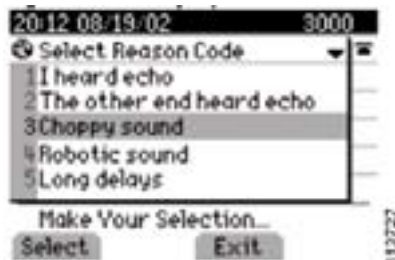 20:12 08/19/02 3000
Select Reason Code
1 I heard echo
2 The other end heard echo
3 Choppy sound
4 Robotic sound
5 Long delays
Make Your Selection...
Select Exit